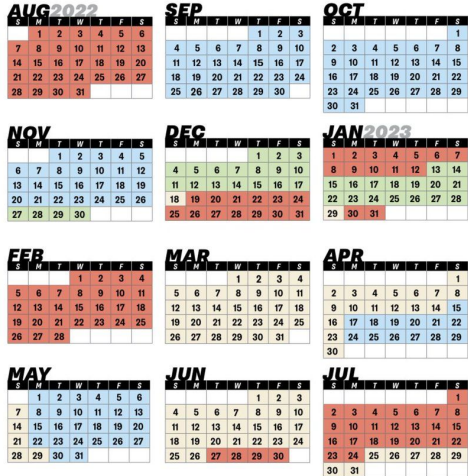 AUG2022
S M T W T F S
1 2 3 4 5 6
7 8 9 10 11 12 13
14 15 16 17 18 19 20
21 22 23 24 25 26 27
28 29 30 31
SEP
S M T W T F S
1 2 3
4 5 6 7 8 9 10
11 12 13 14 15 16 17
18 19 20 21 22 23 24
25 26 27 28 29 30
OCT
S M T W T F S
1
2 3 4 5 6 7 8
9 10 11 12 13 14 15
16 17 18 19 20 21 22
23 24 25 26 27 28 29
30 31
NOV
S M T W T F S
1 2 3 4 5
6 7 8 9 10 11 12
13 14 15 16 17 18 19
20 21 22 23 24 25 26
27 28 29 30
DEC
S M T W T F S
1 2 3
4 5 6 7 8 9 10
11 12 13 14 15 16 17
18 19 20 21 22 23 24
25 26 27 28 29 30 31
JAN2023
S M T W T F S
1 2 3 4 5 6 7
8 9 10 11 12 13 14
15 16 17 18 19 20 21
22 23 24 25 26 27 28
29 30 31
FEB
S M T W T F S
1 2 3 4
5 6 7 8 9 10 11
12 13 14 15 16 17 18
19 20 21 22 23 24 25
26 27 28
MAR
S M T W T F S
1 2 3 4
5 6 7 8 9 10 11
12 13 14 15 16 17 18
19 20 21 22 23 24 25
26 27 28 29 30 31
APR
S M T W T F S
1
2 3 4 5 6 7 8
9 10 11 12 13 14 15
16 17 18 19 20 21 22
23 24 25 26 27 28 29
30
MAY
S M T W T F S
1 2 3 4 5 6
7 8 9 10 11 12 13
14 15 16 17 18 19 20
21 22 23 24 25 26 27
28 29 30 31
JUN
S M T W T F S
1 2 3
4 5 6 7 8 9 10
11 12 13 14 15 16 17
18 19 20 21 22 23 24
25 26 27 28 29 30
JUL
S M T W T F S
1
2 3 4 5 6 7 8
9 10 11 12 13 14 15
16 17 18 19 20 21 22
23 24 25 26 27 28 29
30 31